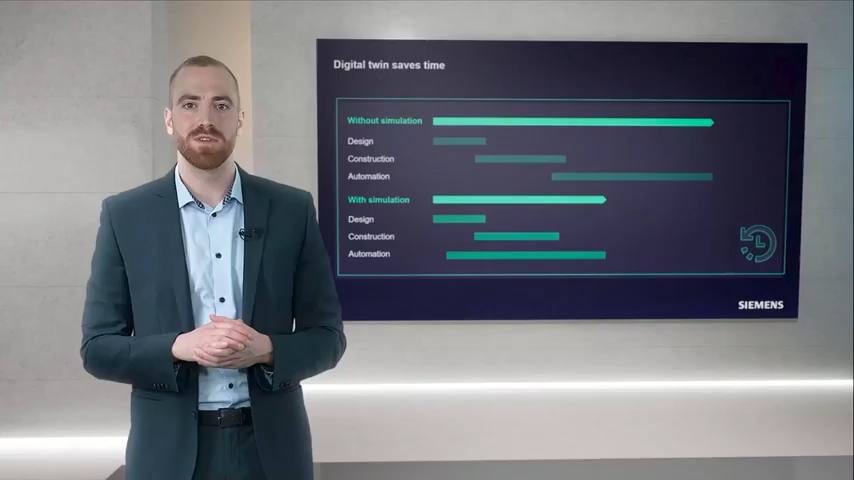 Digital twin saves time
Without simulation
Design
Construction
Automation
With simulation
Design
Construction
Automation
SIEMENS